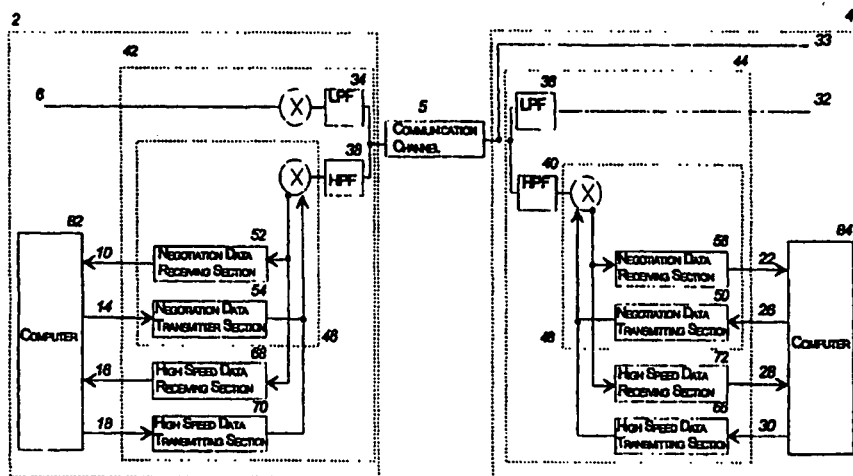 2
42
6
34
LPF
38
HPF
82
COMPUTER
10
14
16
18
52
NEGOTIATION DATA
RECEIVING SECTION
54
NEGOTIATION DATA
TRANSMITTER SECTION
46
68
HIGH SPEED DATA
RECEIVING SECTION
70
HIGH SPEED DATA
TRANSMITTING SECTION
5
COMMUNICATION
CHANNEL
4
33
44
36
LPF
32
40
HPF
NEGOTIATION DATA
RECEIVING SECTION
22
50
NEGOTIATION DATA
TRANSMITTING SECTION
26
48
72
HIGH SPEED DATA
RECEIVING SECTION
28
66
HIGH SPEED DATA
TRANSMITTING SECTION
30
84
COMPUTER